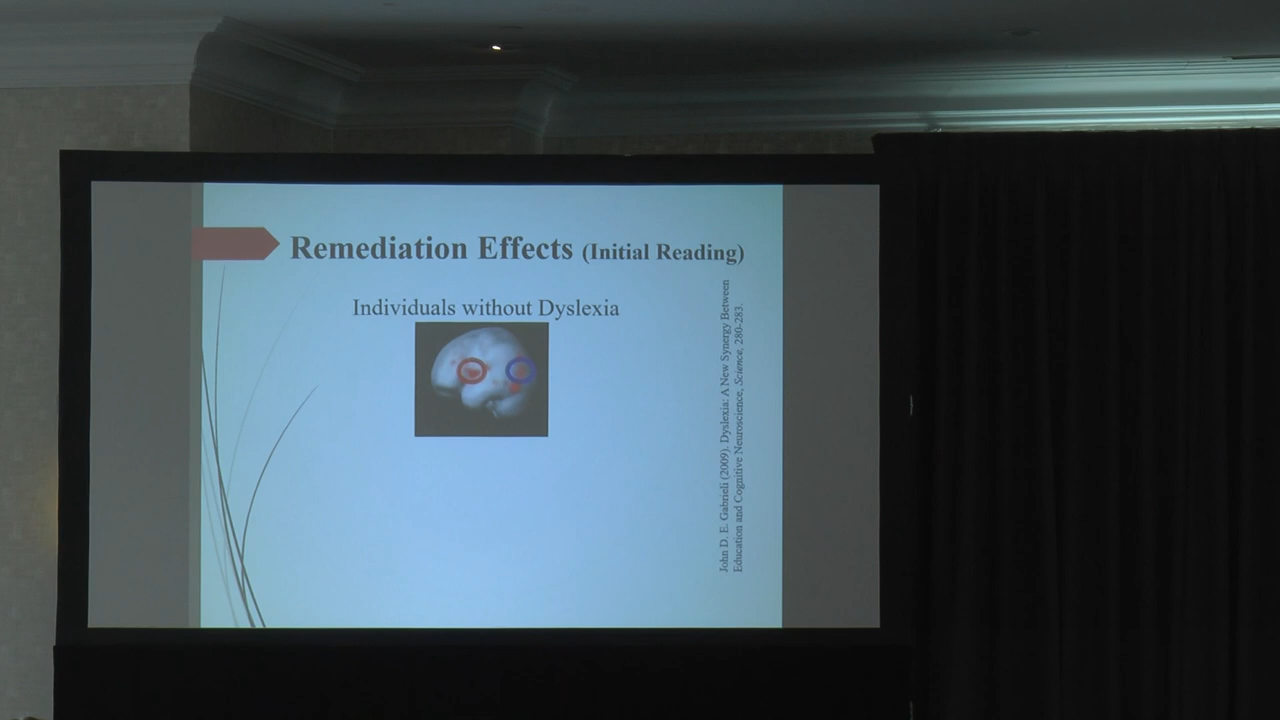 Remediation Effects (Initial Reading)
Individuals without Dyslexia
John D. E. Gabrieli (2009). Dyslexia: A New Synergy Between
Education and Cognitive Neuroscience, Science, 280-283.